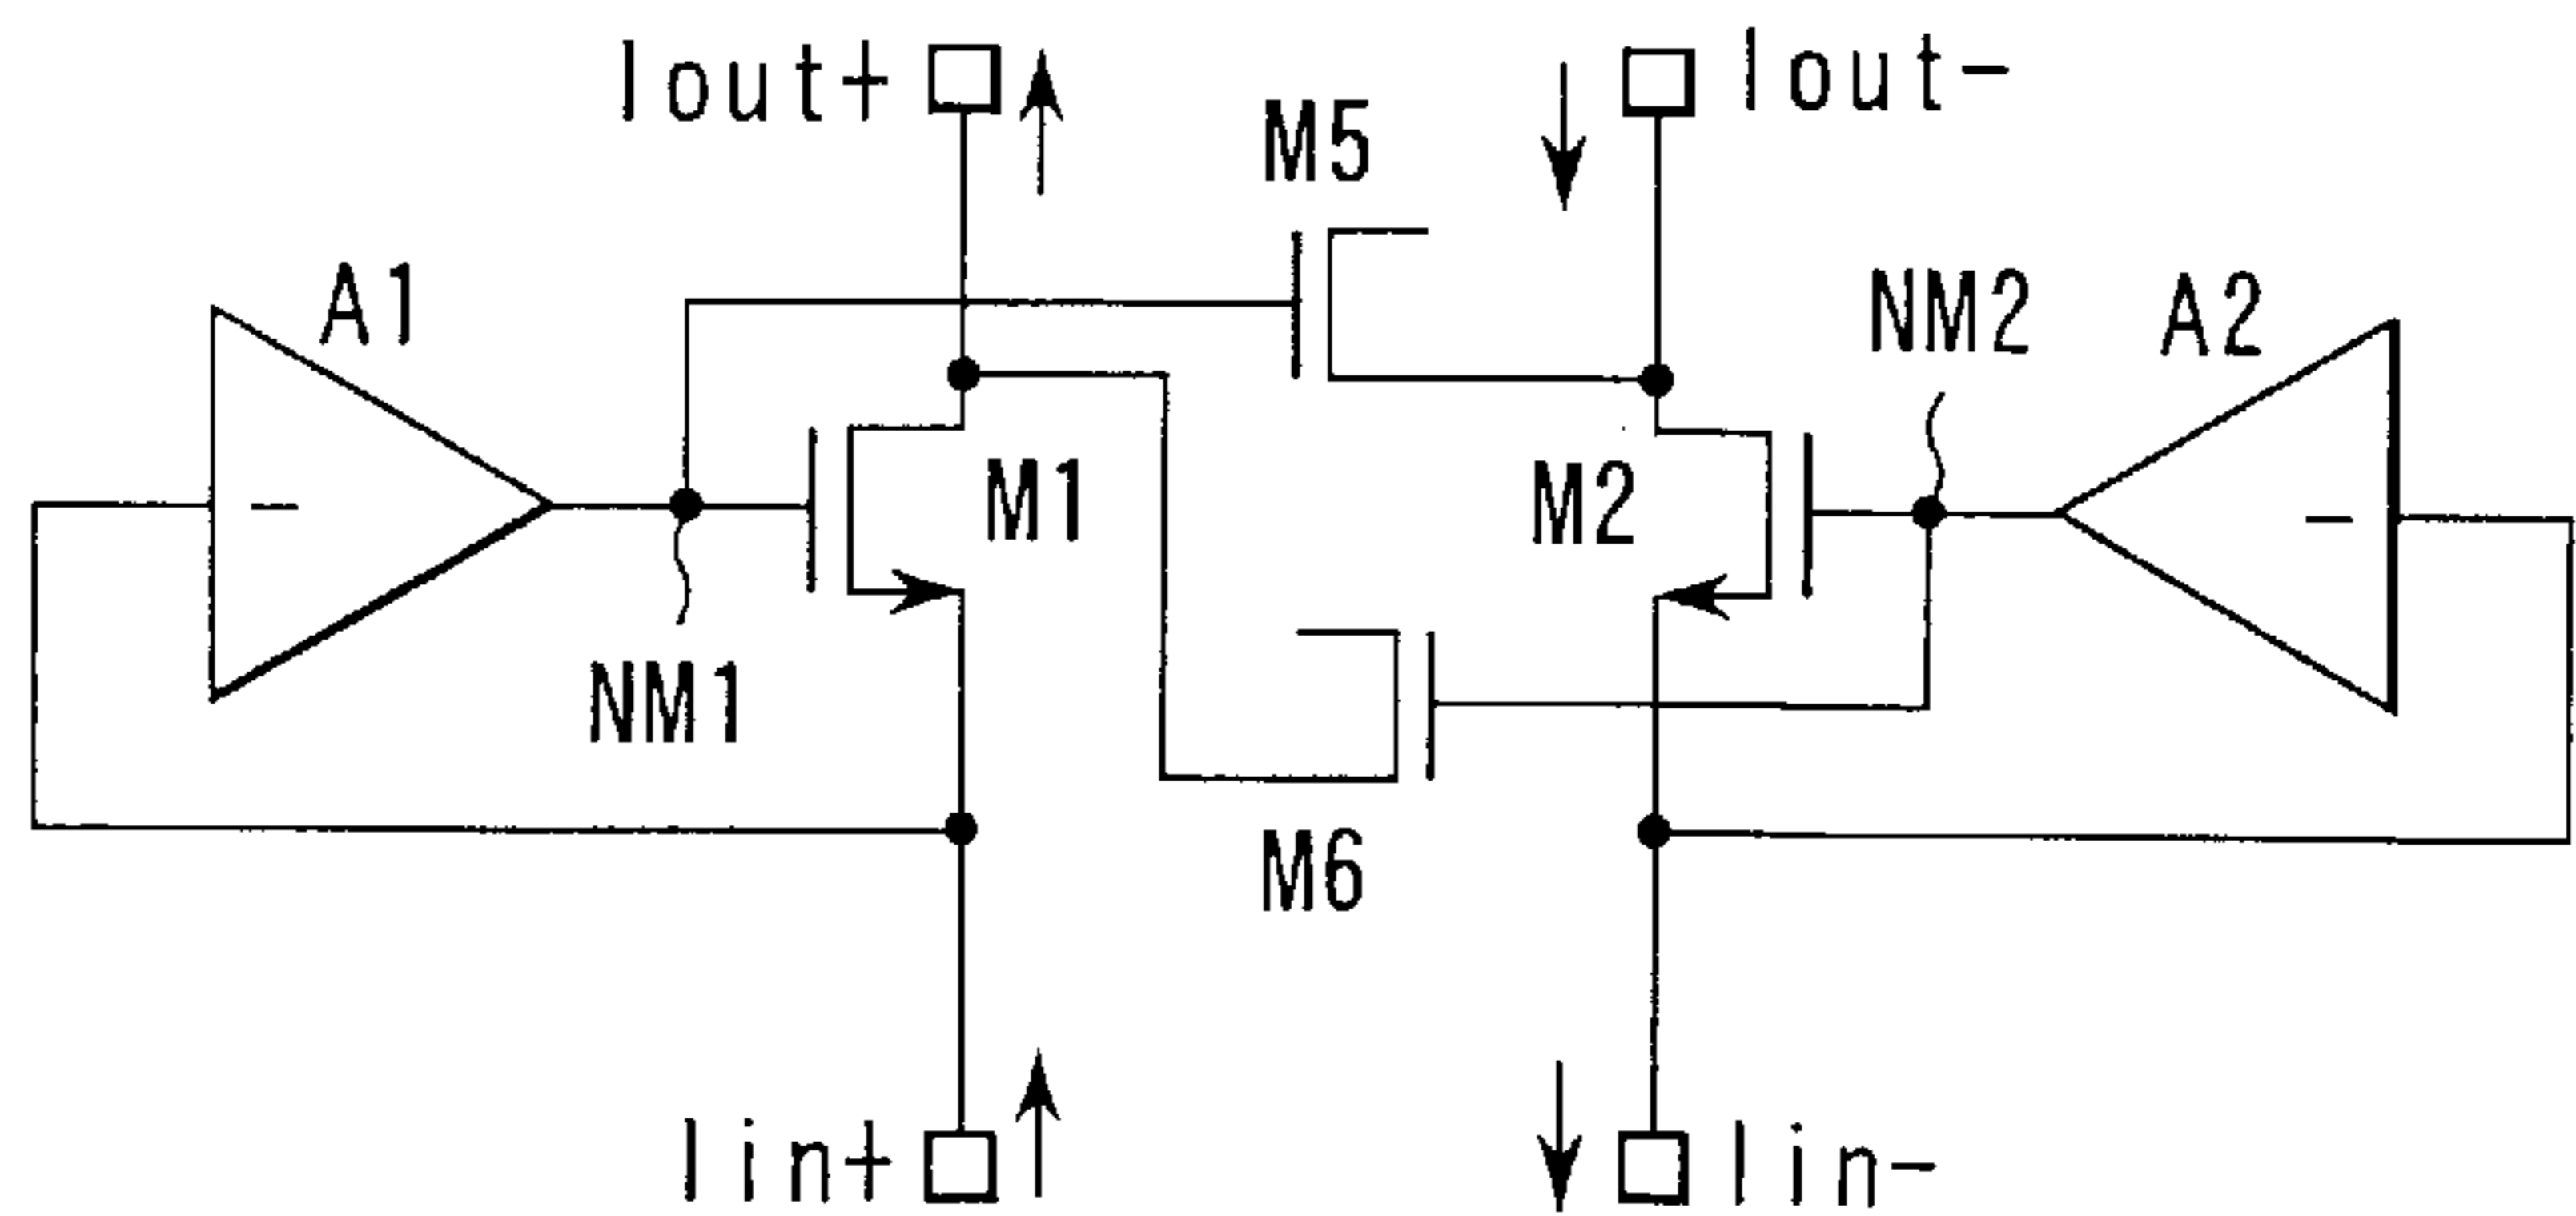 Iout+
Iout-
M5
A1
NM2
A2
M1
M2
-
-
NM1
M6
Iin+
Iin-